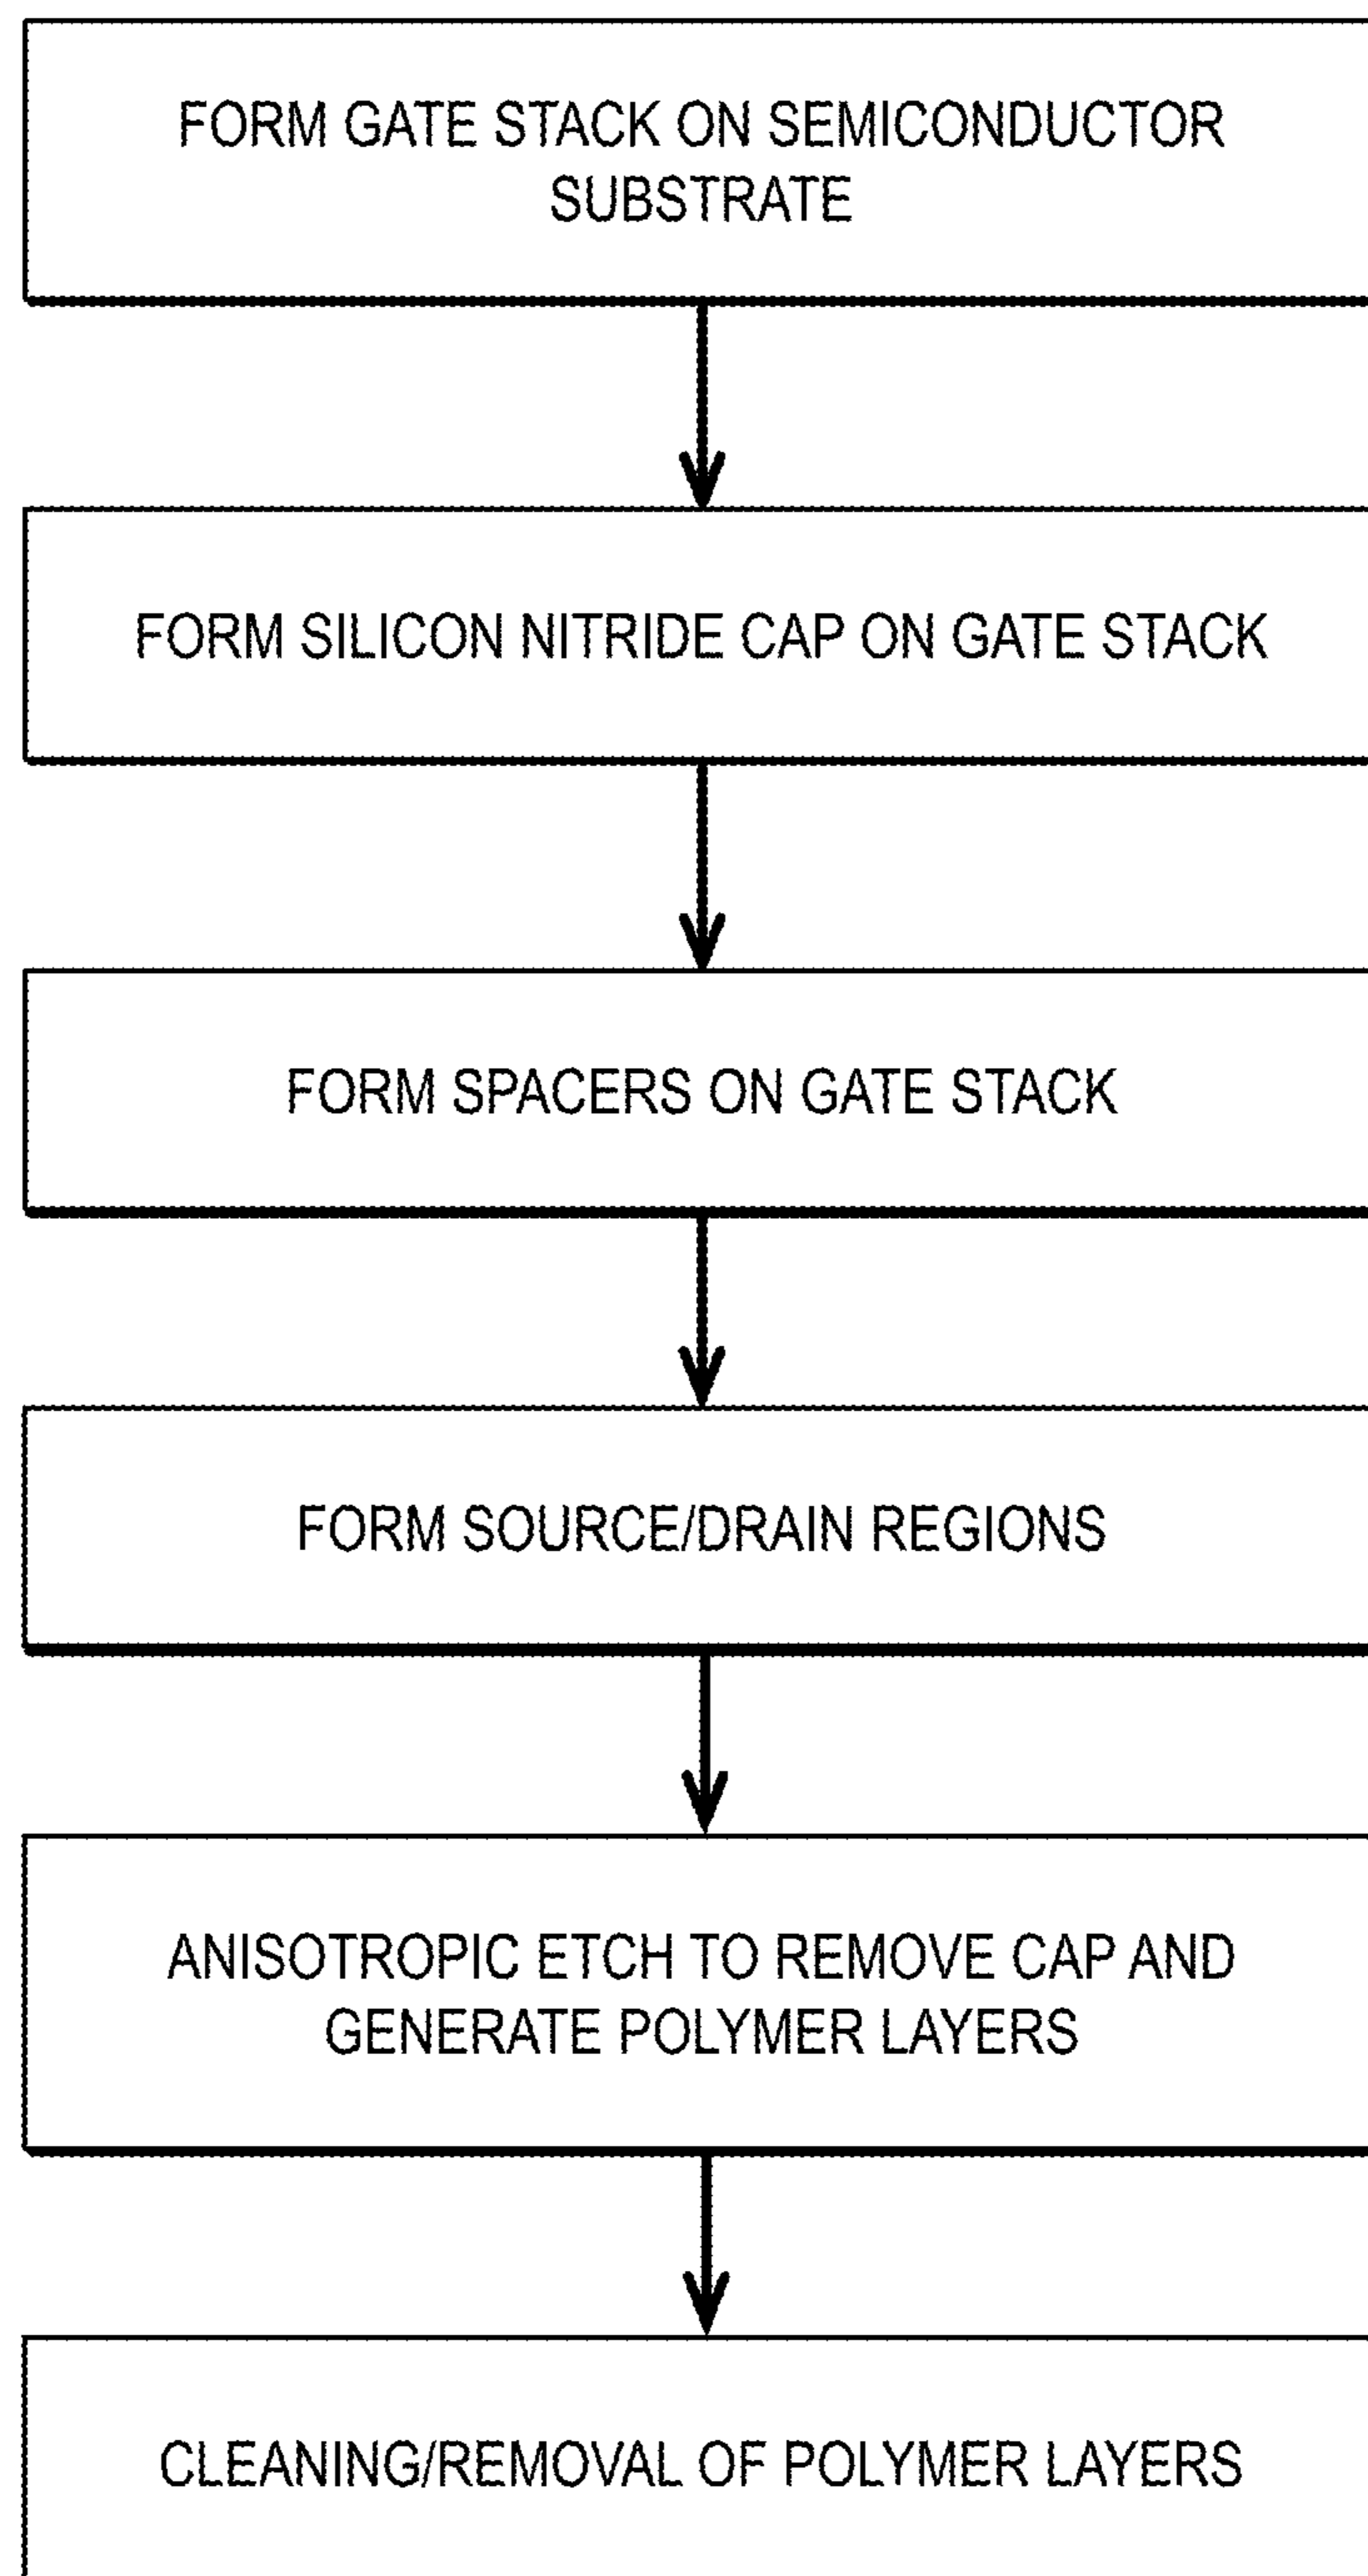 FORM GATE STACK ON SEMICONDUCTOR
SUBSTRATE
FORM SILICON NITRIDE CAP ON GATE STACK
FORM SPACERS ON GATE STACK
FORM SOURCE/DRAIN REGIONS
ANISOTROPIC ETCH TO REMOVE CAP AND
GENERATE POLYMER LAYERS
CLEANING/REMOVAL OF POLYMER LAYERS